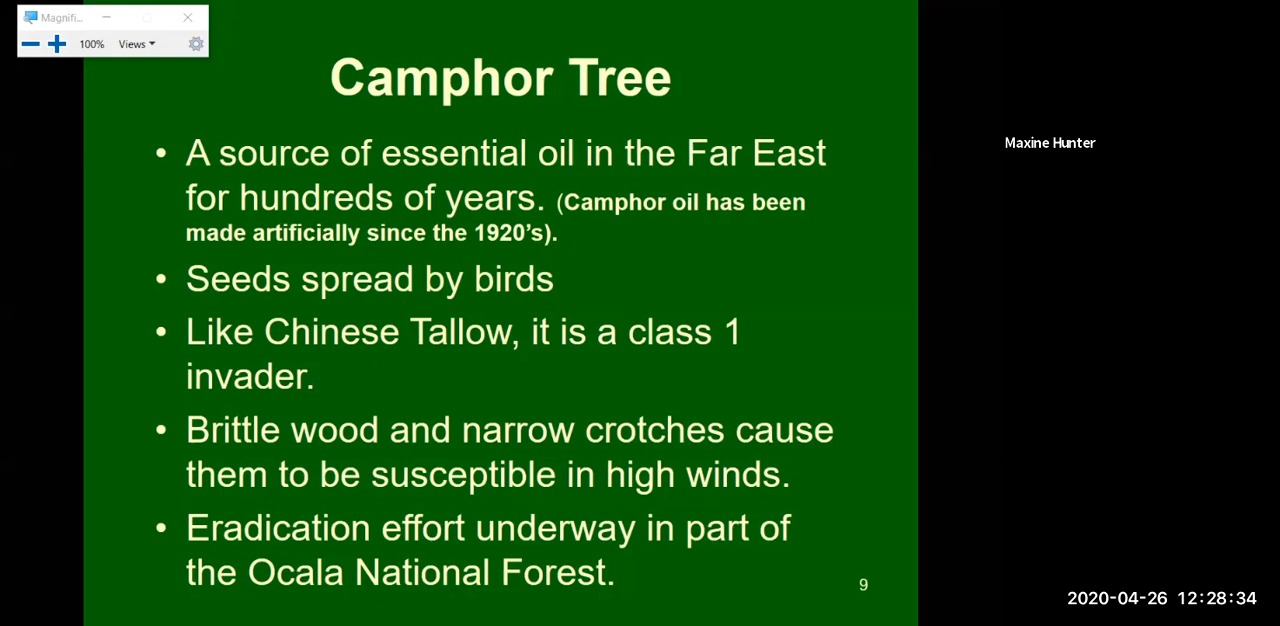 Magnifi...
100%
Views
Camphor Tree
• A source of essential oil in the Far East
for hundreds of years. (Camphor oil has been
made artificially since the 1920's).
• Seeds spread by birds
• Like Chinese Tallow, it is a class 1
invader.
• Brittle wood and narrow crotches cause
them to be susceptible in high winds.
• Eradication effort underway in part of
the Ocala National Forest.
9
Maxine Hunter
2020-04-26 12:28:34